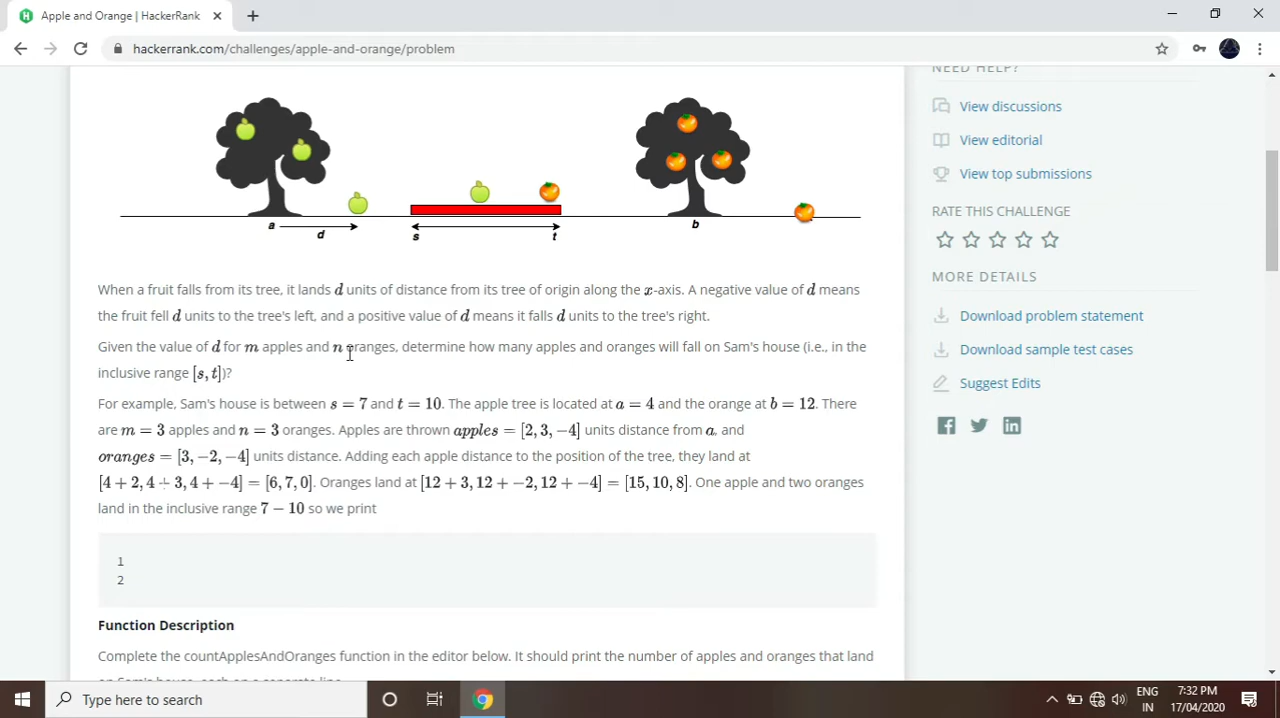 Apple and Orange | HackerRank
hackerrank.com/challenges/apple-and-orange/problem
a
d
s
t
b
When a fruit falls from its tree, it lands d units of distance from its tree of origin along the x-axis. A negative value of d means
the fruit fell d units to the tree's left, and a positive value of d means it falls d units to the tree's right.
Given the value of d for m apples and n oranges, determine how many apples and oranges will fall on Sam's house (i.e., in the
inclusive range [s, t])?
For example, Sam's house is between s = 7 and t = 10. The apple tree is located at a = 4 and the orange at b = 12. There
are m = 3 apples and n = 3 oranges. Apples are thrown apples = [2, 3, −4] units distance from a, and
oranges = [3, −2, −4] units distance. Adding each apple distance to the position of the tree, they land at
[4 + 2, 4 + 3, 4 + −4] = [6, 7, 0]. Oranges land at [12 + 3, 12 + −2, 12 + −4] = [15, 10, 8]. One apple and two oranges
land in the inclusive range 7 − 10 so we print
1
2
Function Description
Complete the countApplesAndOranges function in the editor below. It should print the number of apples and oranges that land
on Sam's house, each on a separate line.
NEED HELP?
View discussions
View editorial
View top submissions
RATE THIS CHALLENGE
MORE DETAILS
Download problem statement
Download sample test cases
Suggest Edits
Type here to search
ENG
IN
7:32 PM
17/04/2020